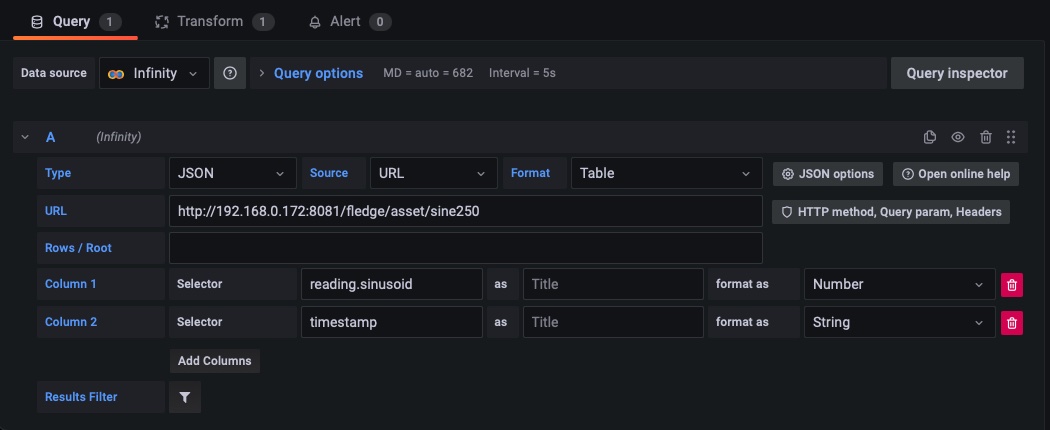 Query 1 Transform 1 Alert 0
Data source Infinity Query options MD = auto = 682 Interval = 5s Query inspector
A (Infinity)
Type JSON Source URL Format Table JSON options Open online help
URL http://192.168.0.172:8081/fledge/asset/sine250 HTTP method, Query param, Headers
Rows / Root
Column 1 Selector reading.sinusoid as Title format as Number
Column 2 Selector timestamp as Title format as String
Add Columns
Results Filter